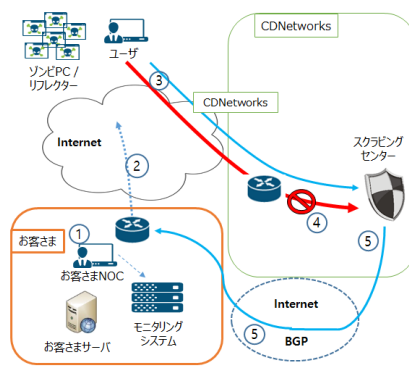 CDNetworks
ユーザ
ゾンビPC /
リフレクター
③
CDNetworks
Internet
スクラビング
センター
②
④
お客さま
①
⑤
お客さまNOC
Internet
モニタリング
システム
お客さまサーバ
⑤
BGP